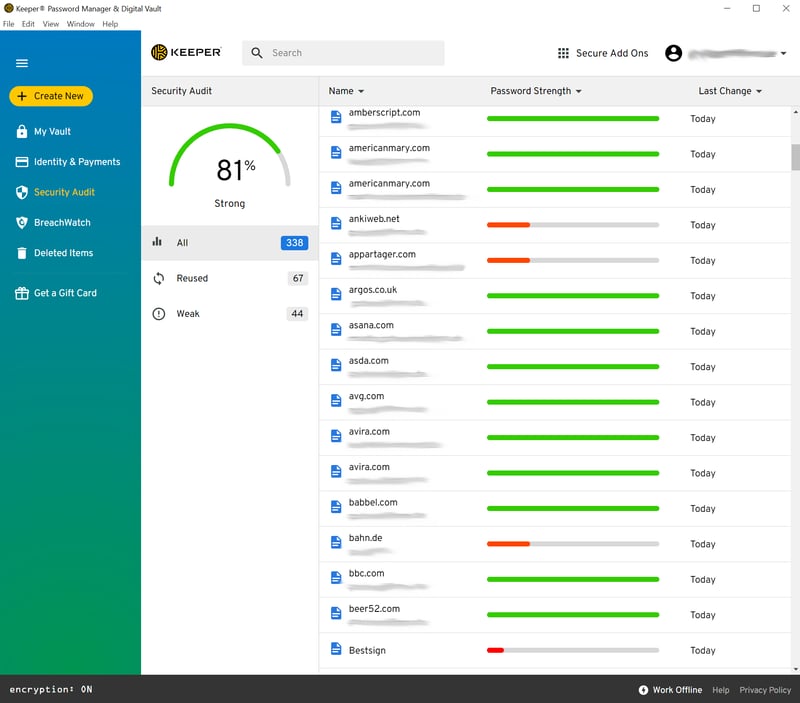 Keeper® Password Manager & Digital Vault
File Edit View Window Help
KEEPER
Search
Secure Add Ons
Create New
My Vault
Identity & Payments
Security Audit
BreachWatch
Deleted Items
Get a Gift Card
Security Audit
81%
Strong
All 338
Reused 67
Weak 44
Name Password Strength Last Change
amberscript.com Today
americanmary.com Today
americanmary.com Today
ankiweb.net Today
appartager.com Today
argos.co.uk Today
asana.com Today
asda.com Today
avg.com Today
avira.com Today
avira.com Today
babbel.com Today
bahn.de Today
bbc.com Today
beer52.com Today
Bestsign Today
encryption: ON
Work Offline Help Privacy Policy